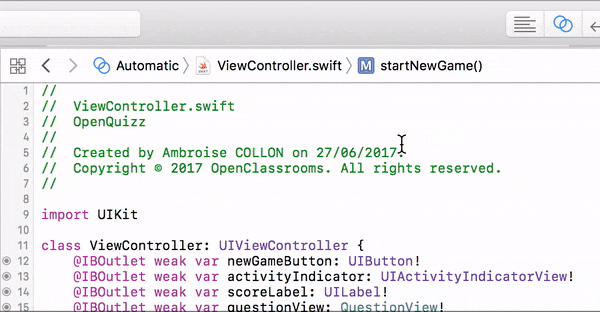 Automatic ViewController.swift M startNewGame()
1 //
2 // ViewController.swift
3 // OpenQuizz
4 //
5 // Created by Ambroise COLLON on 27/06/2017.
6 // Copyright © 2017 OpenClassrooms. All rights reserved.
7 //
8
9 import UIKit
10
11 class ViewController: UIViewController {
12 @IBOutlet weak var newGameButton: UIButton!
13 @IBOutlet weak var activityIndicator: UIActivityIndicatorView!
14 @IBOutlet weak var scoreLabel: UILabel!
15 @IBOutlet weak var questionView: QuestionView!